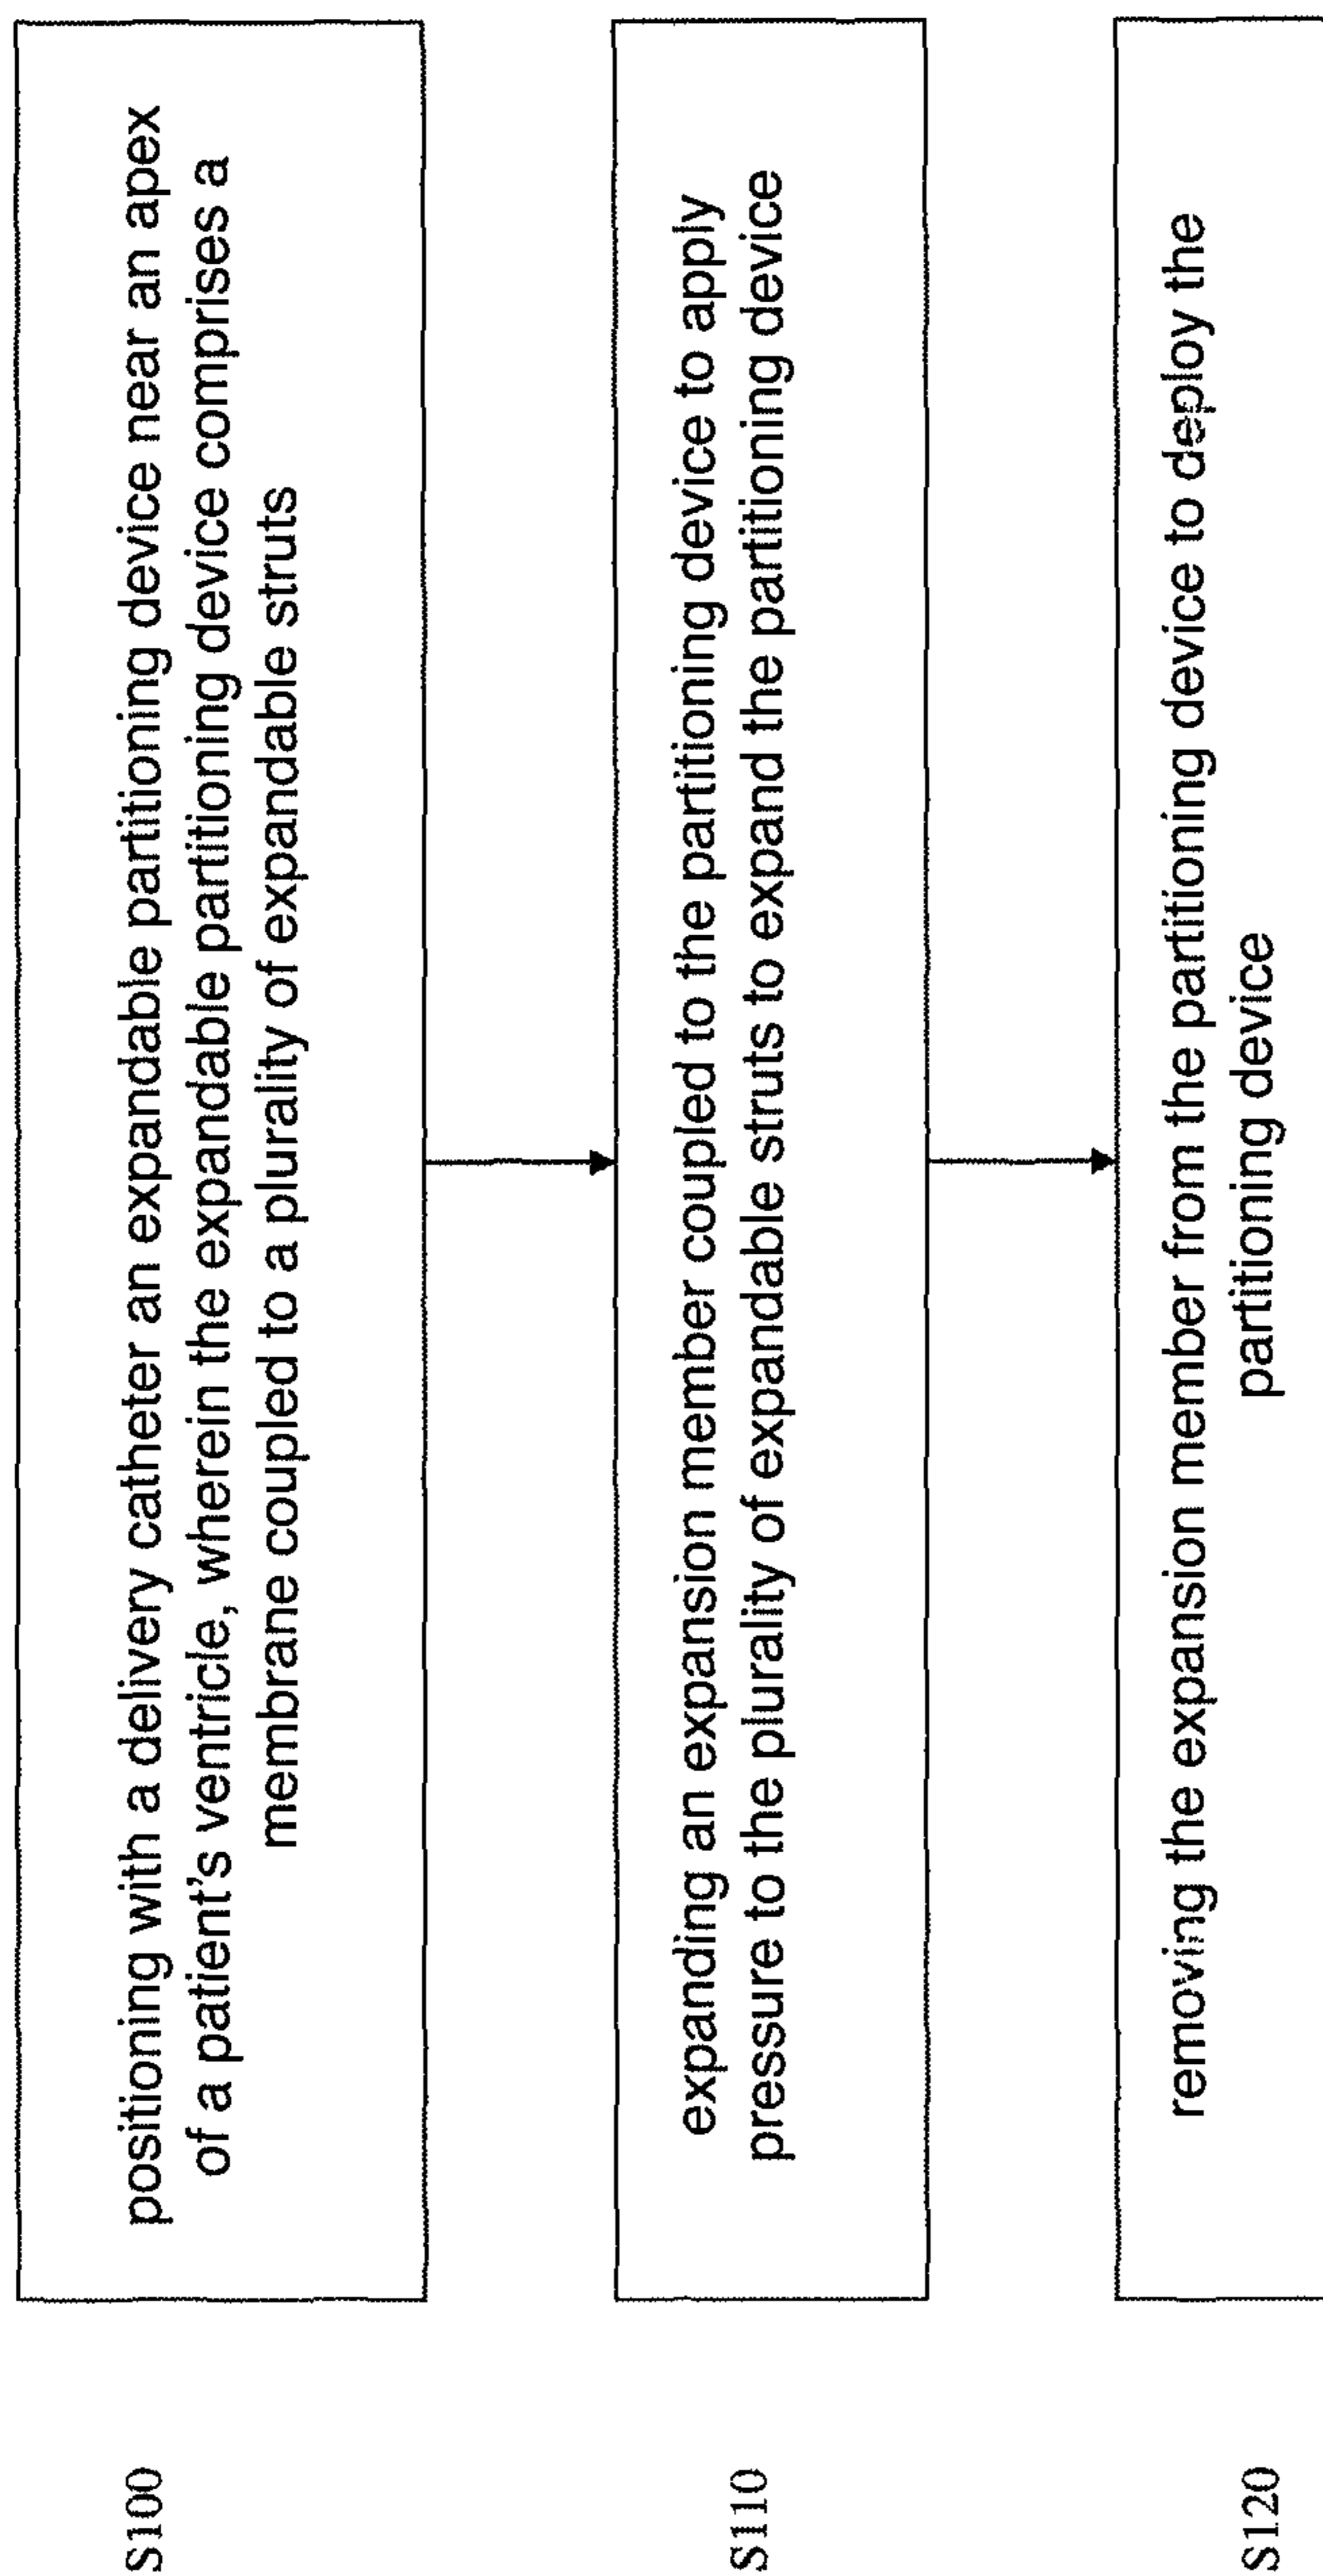 S100
positioning with a delivery catheter an expandable partitioning device near an apex
of a patient's ventricle, wherein the expandable partitioning device comprises a
membrane coupled to a plurality of expandable struts
S110
expanding an expansion member coupled to the partitioning device to apply
pressure to the plurality of expandable struts to expand the partitioning device
S120
removing the expansion member from the partitioning device to deploy the
partitioning device